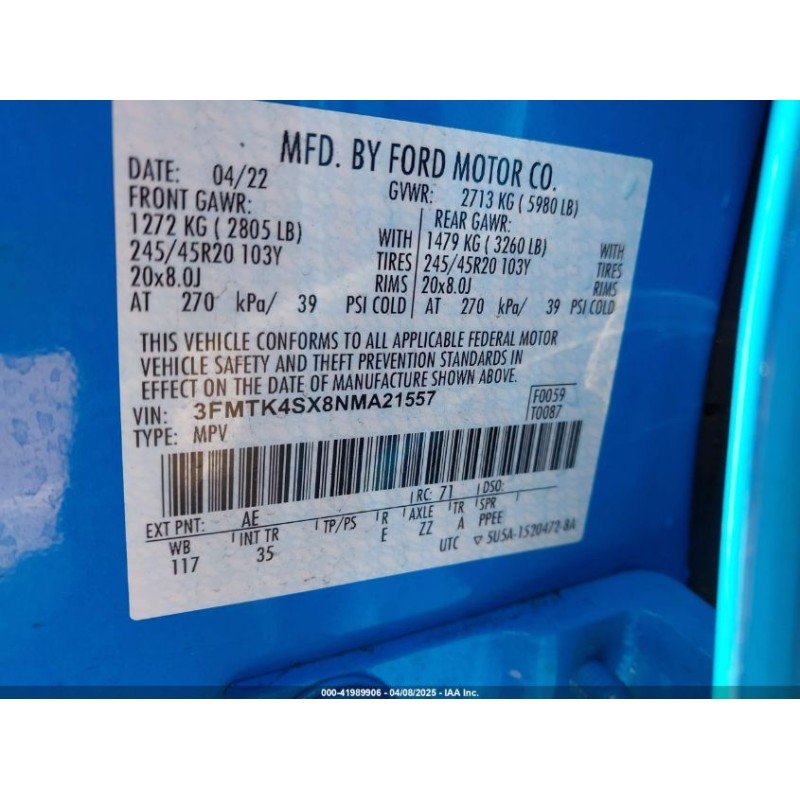 MFD. BY FORD MOTOR CO.
DATE: 04/22 GVWR: 2713 KG ( 5980 LB)
FRONT GAWR: REAR GAWR:
1272 KG ( 2805 LB) WITH 1479 KG ( 3260 LB) WITH
245/45R20 103Y TIRES 245/45R20 103Y TIRES
20x8.0J RIMS 20x8.0J RIMS
AT 270 kPa/ 39 PSI COLD AT 270 kPa/ 39 PSI COLD
THIS VEHICLE CONFORMS TO ALL APPLICABLE FEDERAL MOTOR
VEHICLE SAFETY AND THEFT PREVENTION STANDARDS IN
EFFECT ON THE DATE OF MANUFACTURE SHOWN ABOVE.
VIN: 3FMTK4SX8NMA21557 F0059
TYPE: MPV T0087
EXT PNT: AE RC: 71 DSO:
WB INT TR TP/PS R AXLE TR SPR
117 35 E ZZ A PPEE
UTC ▽ 5U5A-1520472-BA
000-41989906 - 04/08/2025 - IAA Inc.